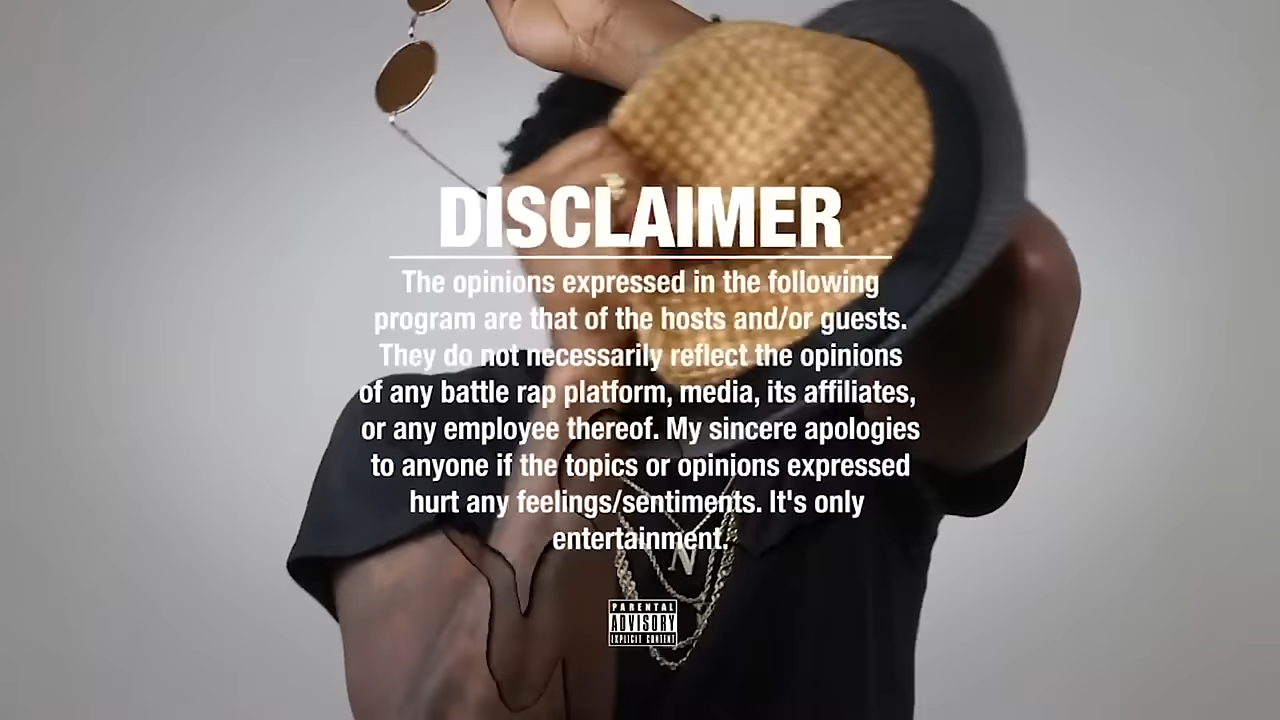 DISCLAIMER
The opinions expressed in the following
program are that of the hosts and/or guests.
They do not necessarily reflect the opinions
of any battle rap platform, media, its affiliates,
or any employee thereof. My sincere apologies
to anyone if the topics or opinions expressed
hurt any feelings/sentiments. It's only
entertainment.
N
PARENTAL
ADVISORY
EXPLICIT CONTENT